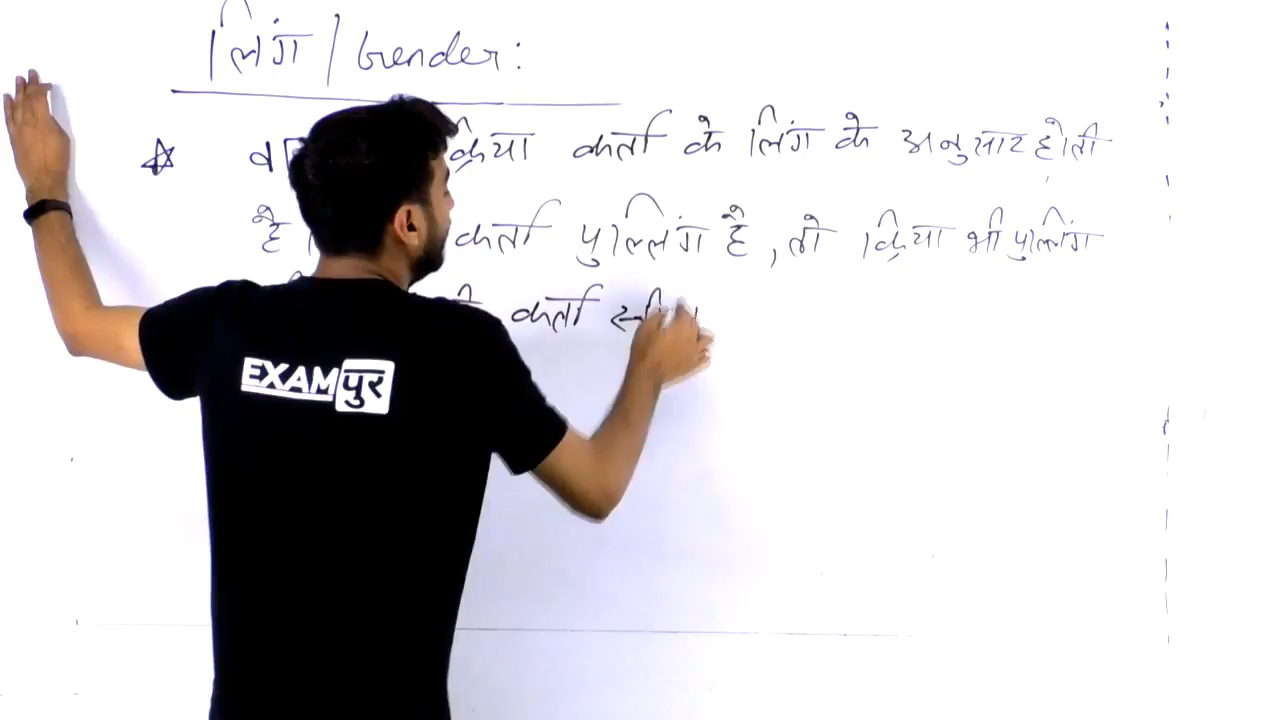 लिंग / Gender:
☆ क्रिया कर्ता के लिंग के अनुसार होती
है कर्ता पुल्लिंग है, तो क्रिया भी पुल्लिंग
कर्ता
EXAMपुर